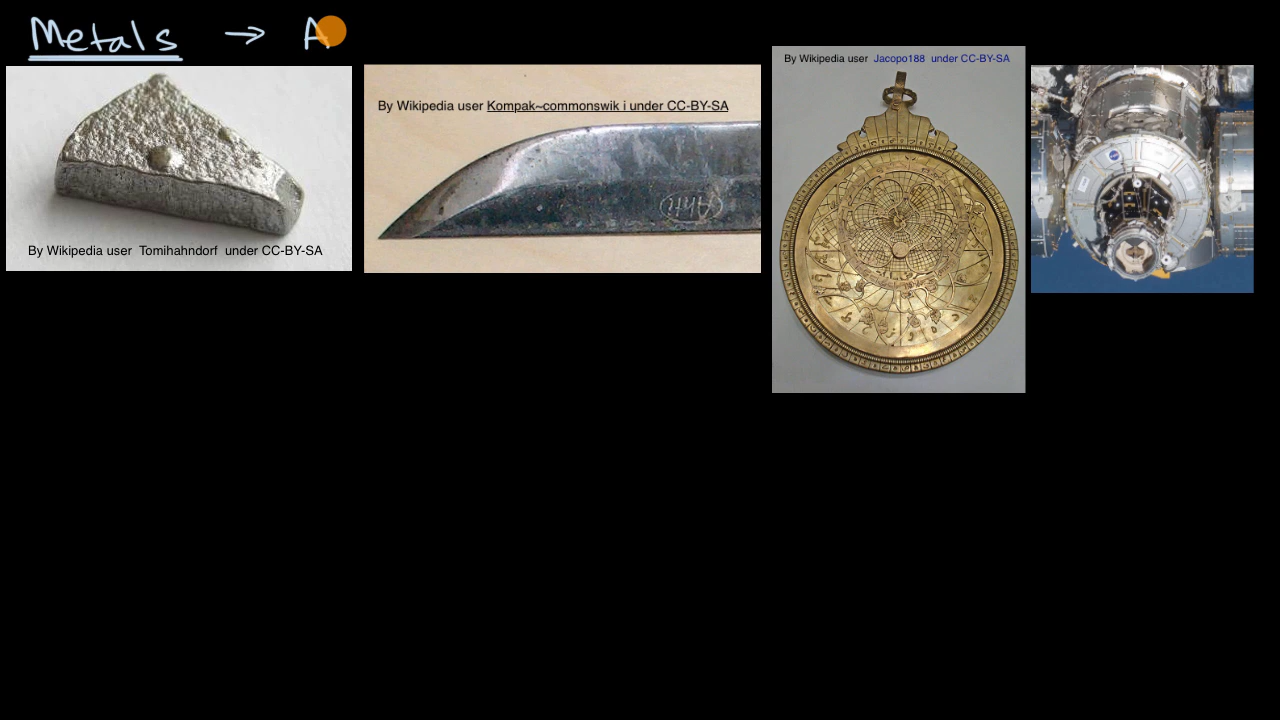 Metals → A
By Wikipedia user Tomihahndorf under CC-BY-SA
By Wikipedia user Kompak~commonswik i under CC-BY-SA
By Wikipedia user Jacopo188 under CC-BY-SA